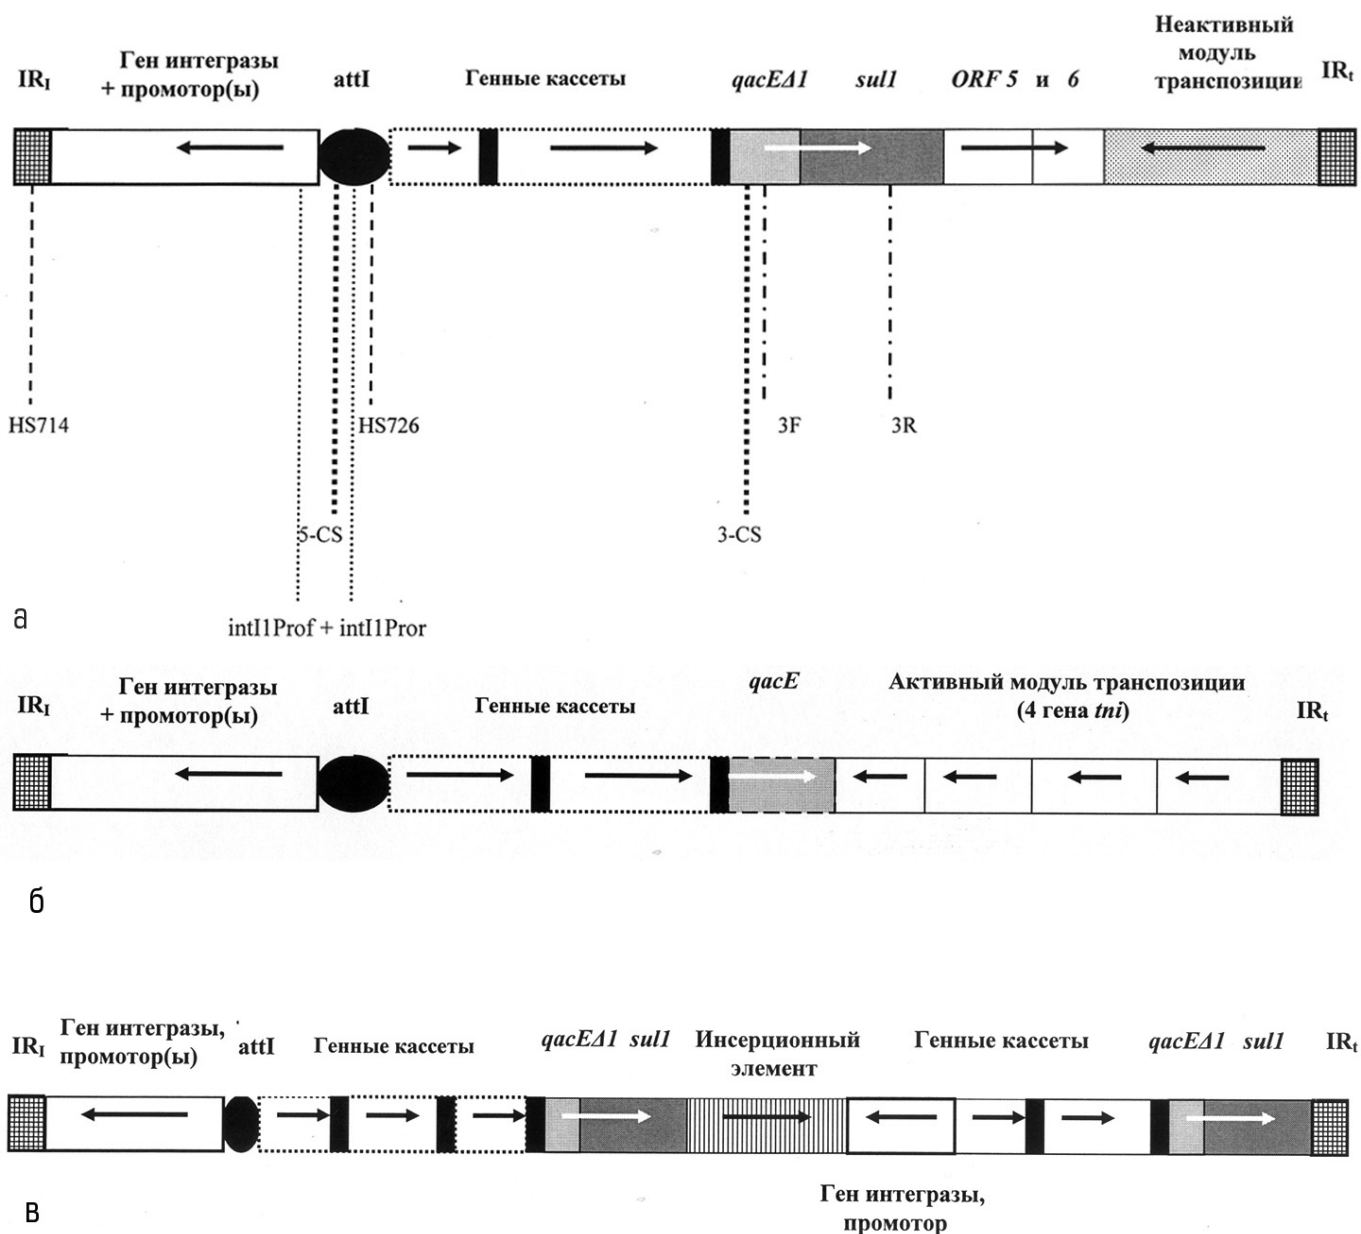 Неактивный
модуль
транспозиции
IRt
IRI
Ген интегразы
+ промотор(ы)
attI
Генные кассеты
qacEΔ1
sul1
ORF 5 и 6
HS714
HS726
3F
3R
5-CS
3-CS
intI1Prof + intI1Pror
а
IRI
Ген интегразы
+ промотор(ы)
attI
Генные кассеты
qacE
Активный модуль транспозиции
(4 гена tni)
IRt
б
IRI
Ген интегразы,
промотор(ы)
attI
Генные кассеты
qacEΔ1 sul1
Инсерционный
элемент
Генные кассеты
qacEΔ1 sul1
IRt
Ген интегразы,
промотор
в